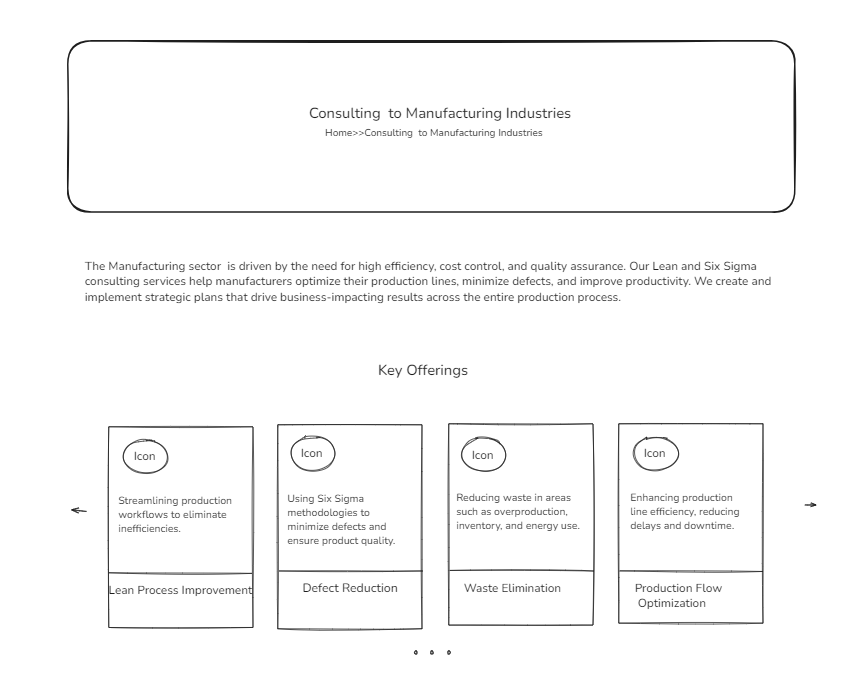 Consulting  to Manufacturing Industries
Home>>Consulting  to Manufacturing Industries
The Manufacturing sector  is driven by the need for high efficiency, cost control, and quality assurance. Our Lean and Six Sigma
consulting services help manufacturers optimize their production lines, minimize defects, and improve productivity. We create and
implement strategic plans that drive business-impacting results across the entire production process.
Key Offerings
Icon
Streamlining production
workflows to eliminate
inefficiencies.
Lean Process Improvement
Icon
Using Six Sigma
methodologies to
minimize defects and
ensure product quality.
Defect Reduction
Icon
Reducing waste in areas
such as overproduction,
inventory, and energy use.
Waste Elimination
Icon
Enhancing production
line efficiency, reducing
delays and downtime.
Production Flow
Optimization